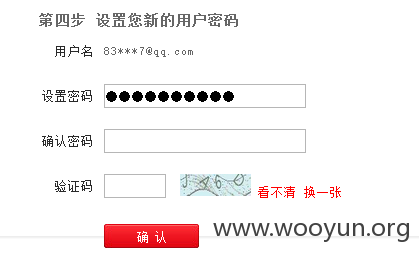 第四步 设置您新的用户密码
用户名 83***7@qq.com
设置密码 ●●●●●●●●●●
确认密码
验证码 看不清 换一张
确 认
www.wooyun.org